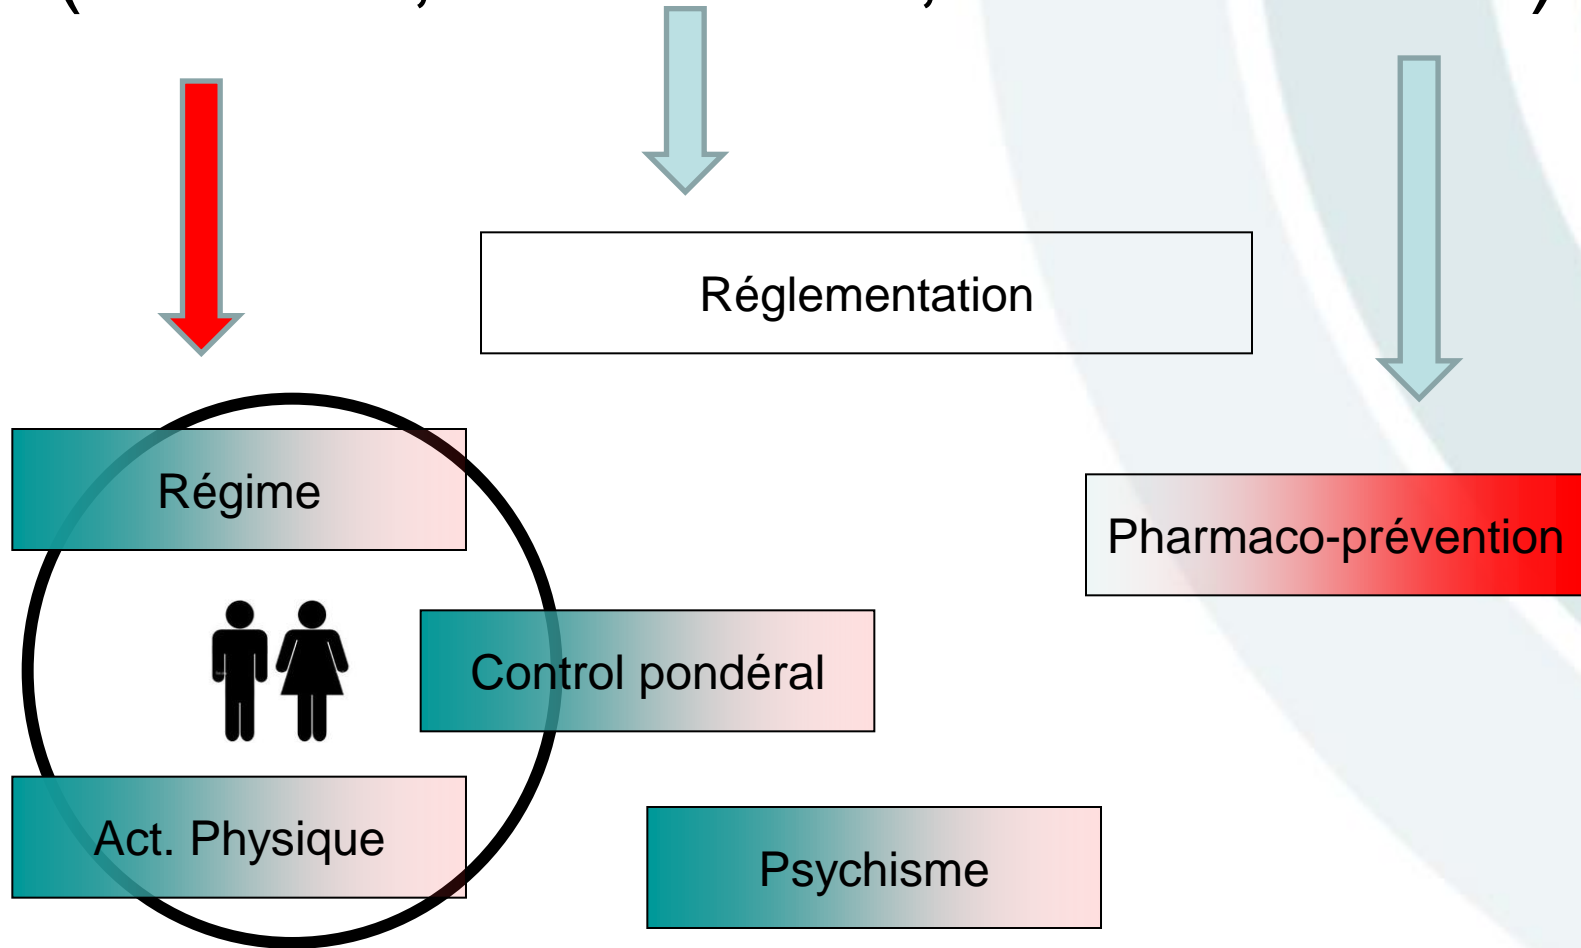 Réglementation
Régime
Pharmaco-prévention
Control pondéral
Act. Physique
Psychisme